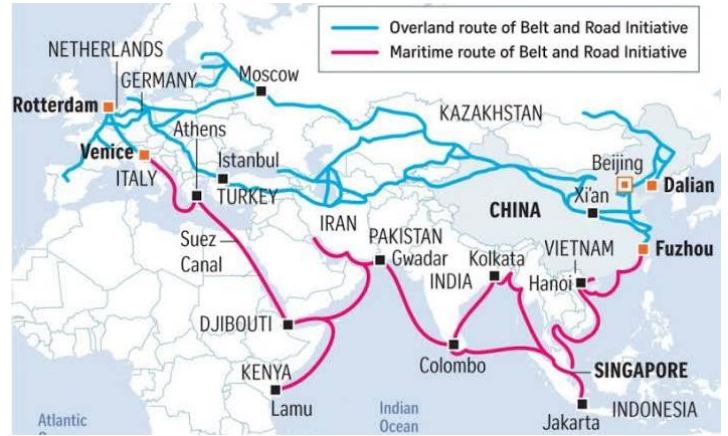 Overland route of Belt and Road Initiative
Maritime route of Belt and Road Initiative
NETHERLANDS
GERMANY
Moscow
Rotterdam
KAZAKHSTAN
Athens
Venice
ITALY
Istanbul
TURKEY
Beijing
Dalian
Xi'an
CHINA
IRAN
Suez
Canal
PAKISTAN
Gwadar
Kolkata
INDIA
VIETNAM
Hanoi
Fuzhou
DJIBOUTI
KENYA
Lamu
Colombo
SINGAPORE
Jakarta
INDONESIA
Atlantic
Indian
Ocean